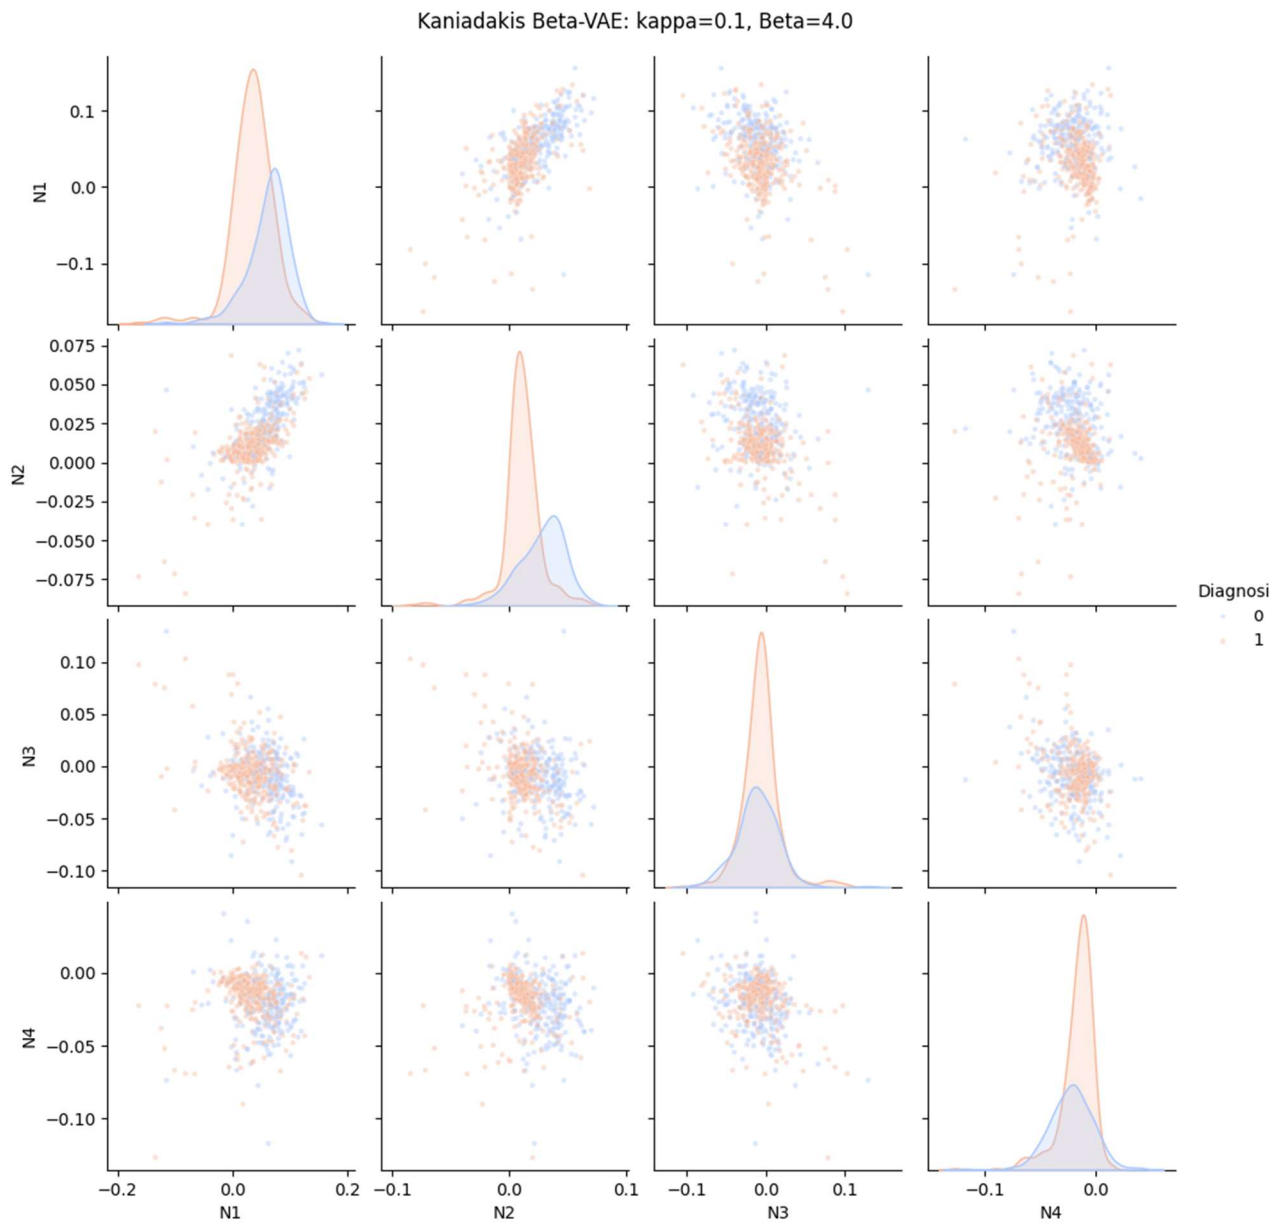 Kaniadakis Beta-VAE: kappa=0.1, Beta=4.0
0.1
0.0
−0.1
N1
0.075
0.050
0.025
0.000
−0.025
−0.050
−0.075
N2
0.10
0.05
0.00
−0.05
−0.10
N3
0.00
−0.05
−0.10
N4
−0.2 0.0 0.2
N1
−0.1 0.0 0.1
N2
−0.1 0.0 0.1
N3
−0.1 0.0
N4
Diagnosi
0
1